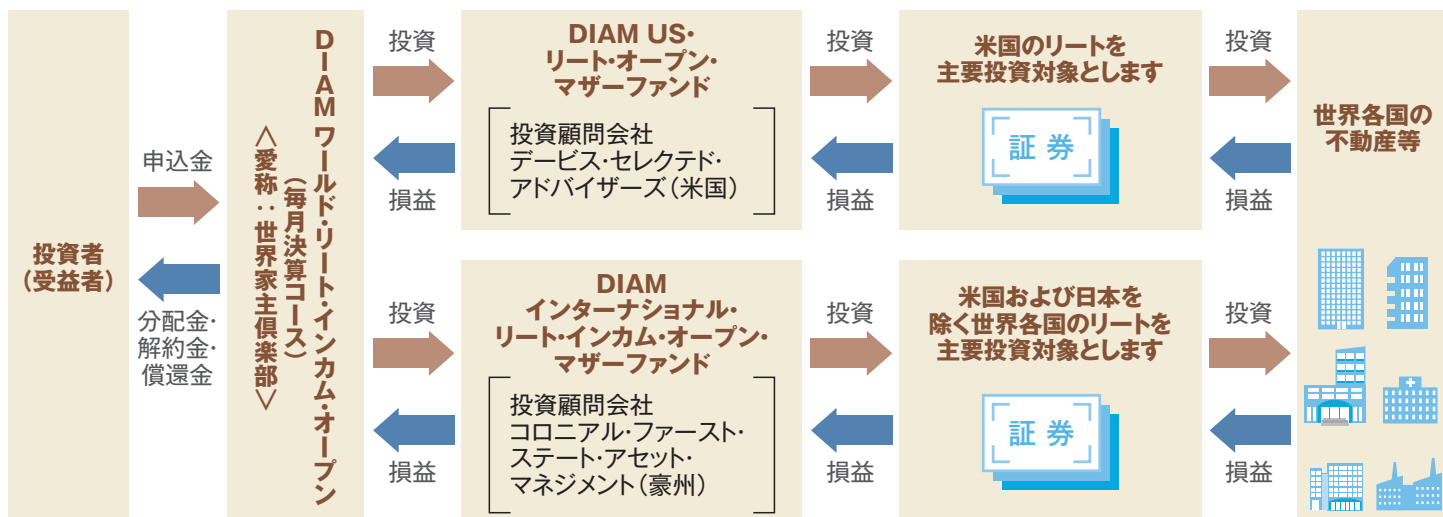 投資者
(受益者)
申込金
分配金・
解約金・
償還金
DIAM ワールド・リート・インカム・オープン
(毎月決算コース)
〈愛称：世界家主倶楽部〉
投資
損益
DIAM US・
リート・オープン・
マザーファンド
投資顧問会社
デービス・セレクテド・
アドバイザーズ(米国)
投資
損益
米国のリートを
主要投資対象とします
証 券
投資
損益
投資
損益
DIAM
インターナショナル・
リート・インカム・オープン・
マザーファンド
投資顧問会社
コロニアル・ファースト・
ステート・アセット・
マネジメント(豪州)
投資
損益
米国および日本を
除く世界各国のリートを
主要投資対象とします
証 券
投資
損益
世界各国の
不動産等